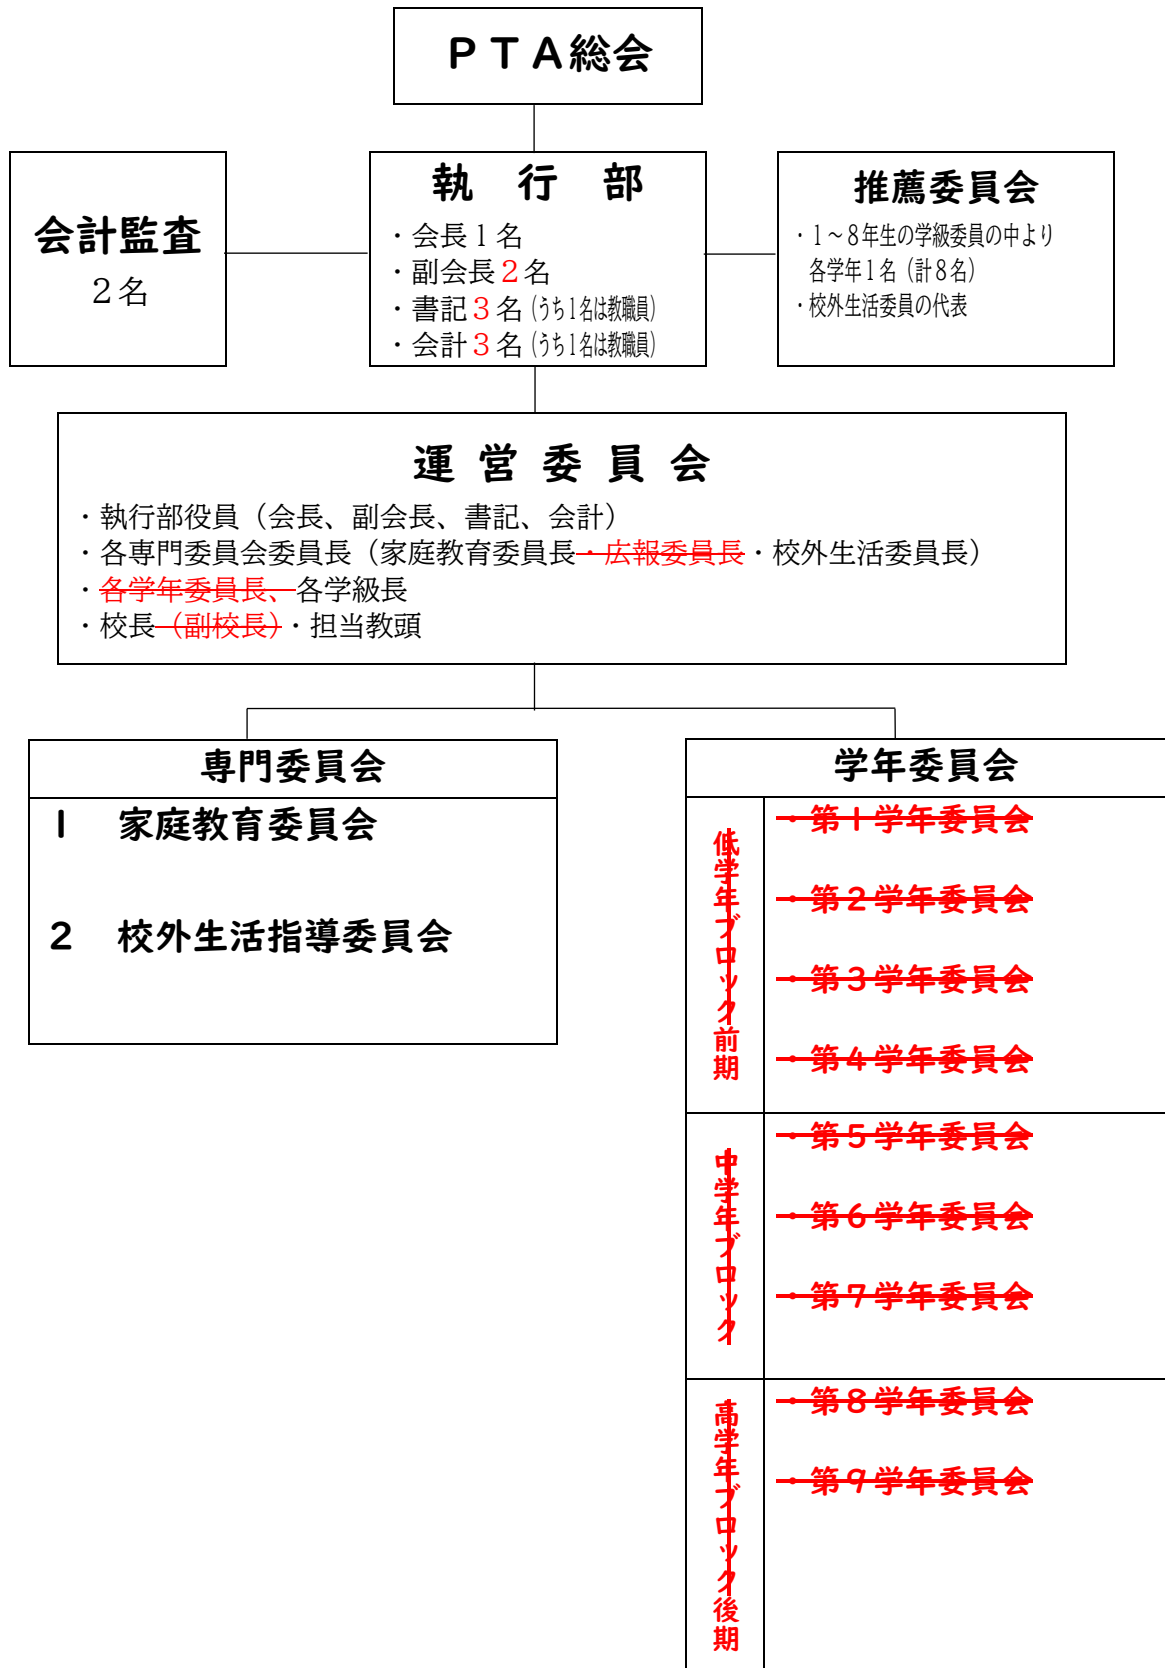 ＰＴＡ総会
会計監査
２名
執　行　部
・会長１名
・副会長２名
・書記３名（うち１名は教職員）
・会計３名（うち１名は教職員）
推薦委員会
・１～８年生の学級委員の中より
各学年１名（計８名）
・校外生活委員の代表
運 営 委 員 会
・執行部役員（会長、副会長、書記、会計）
・各専門委員会委員長（家庭教育委員長・広報委員長・校外生活委員長）
・各学年委員長、各学級長
・校長（副校長）・担当教頭
専門委員会
１　家庭教育委員会
２　校外生活指導委員会
学年委員会
低学年ブロック前期
・第１学年委員会
・第２学年委員会
・第３学年委員会
・第４学年委員会
中学年ブロック
・第５学年委員会
・第６学年委員会
・第７学年委員会
高学年ブロック後期
・第８学年委員会
・第９学年委員会